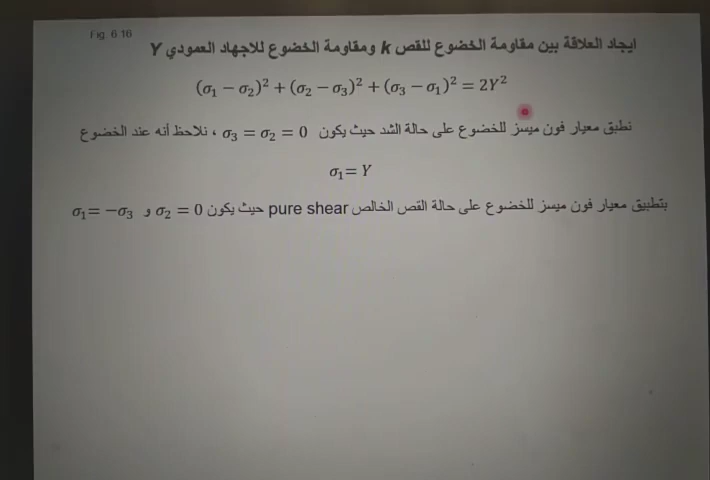 Fig. 6.16
ايجاد العلاقة بين مقاومة الخضوع للقص k ومقاومة الخضوع للاجهاد العمودي Y
(σ₁ − σ₂)² + (σ₂ − σ₃)² + (σ₃ − σ₁)² = 2Y²
نطبق معيار فون ميسز للخضوع على حالة الشد حيث يكون σ₃ = σ₂ = 0 ، نلاحظ أنه عند الخضوع
σ₁= Y
بتطبيق معيار فون ميسز للخضوع على حالة القص الخالص pure shear حيث يكون σ₂ = 0 و σ₁= −σ₃